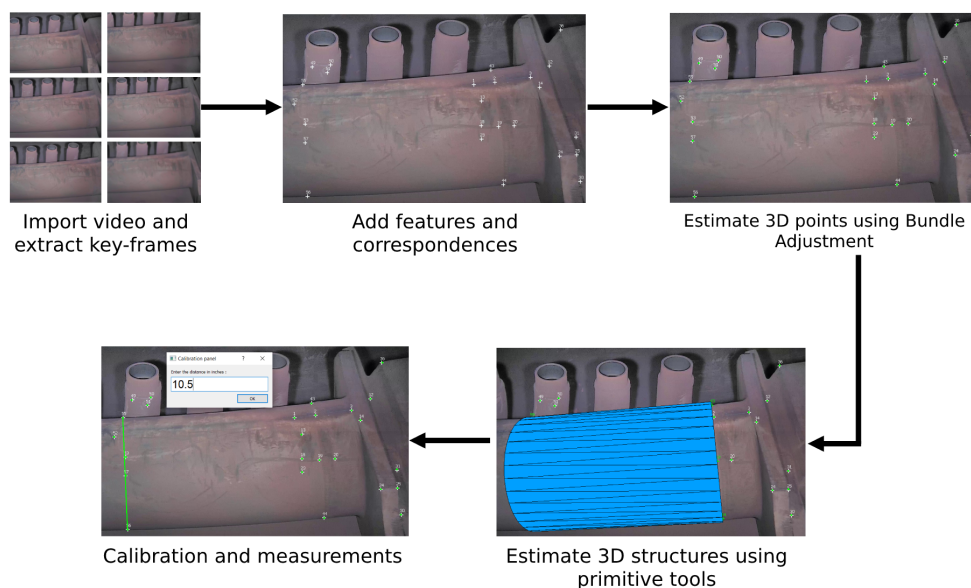 Import video and
extract key-frames
Add features and
correspondences
Estimate 3D points using Bundle
Adjustment
Calibration panel ? ×
Enter the distance in inches :
10.5
OK
Calibration and measurements
Estimate 3D structures using
primitive tools